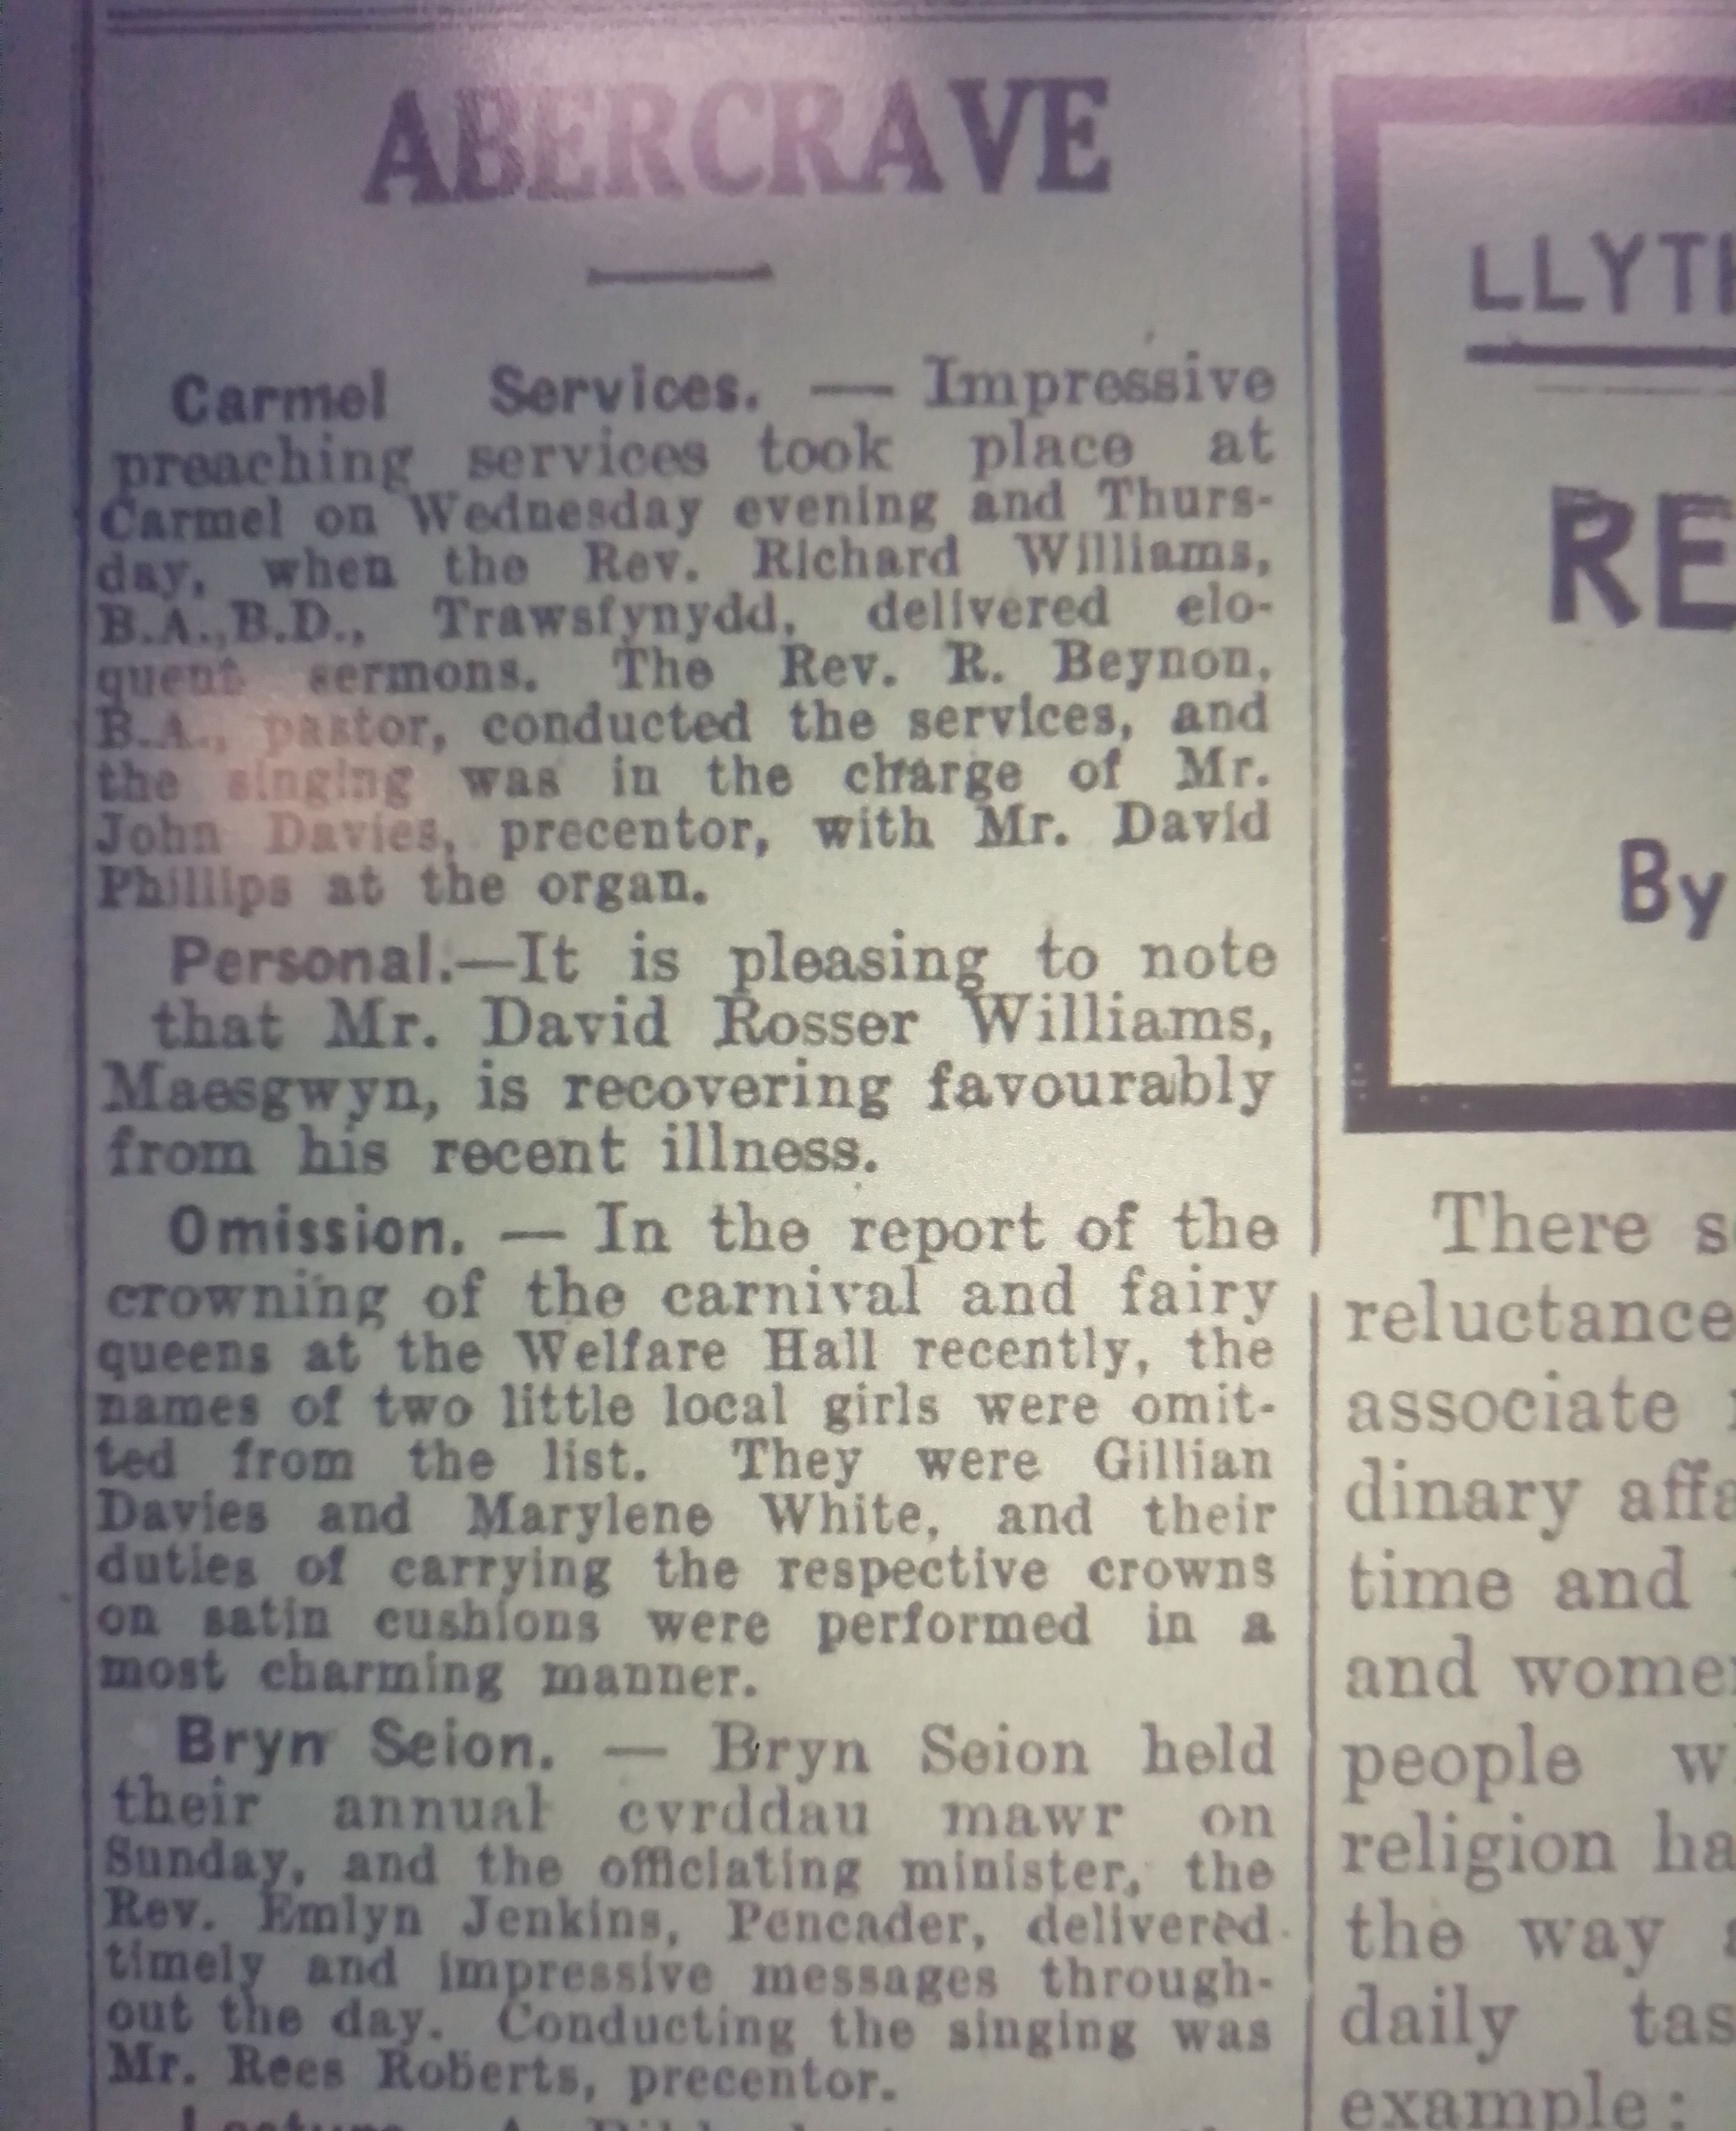 ABERCRAVE
Carmel Services. — Impressive
preaching services took place at
Carmel on Wednesday evening and Thurs-
day, when the Rev. Richard Williams,
B.A.,B.D., Trawsfynydd, delivered elo-
quent sermons. The Rev. R. Beynon,
B.A., pastor, conducted the services, and
the singing was in the charge of Mr.
John Davies, precentor, with Mr. David
Phillips at the organ.
Personal.—It is pleasing to note
that Mr. David Rosser Williams,
Maesgwyn, is recovering favourably
from his recent illness.
Omission. — In the report of the
crowning of the carnival and fairy
queens at the Welfare Hall recently, the
names of two little local girls were omit-
ted from the list. They were Gillian
Davies and Marylene White, and their
duties of carrying the respective crowns
on satin cushions were performed in a
most charming manner.
Bryn Seion. — Bryn Seion held
their annual cyrddau mawr on
Sunday, and the officiating minister, the
Rev. Emlyn Jenkins, Pencader, delivered
timely and impressive messages through-
out the day. Conducting the singing was
Mr. Rees Roberts, precentor.
LLYTH
RE
By
There s
reluctance
associate
dinary affa
time and
and women
people w
religion ha
the way a
daily tas
example: